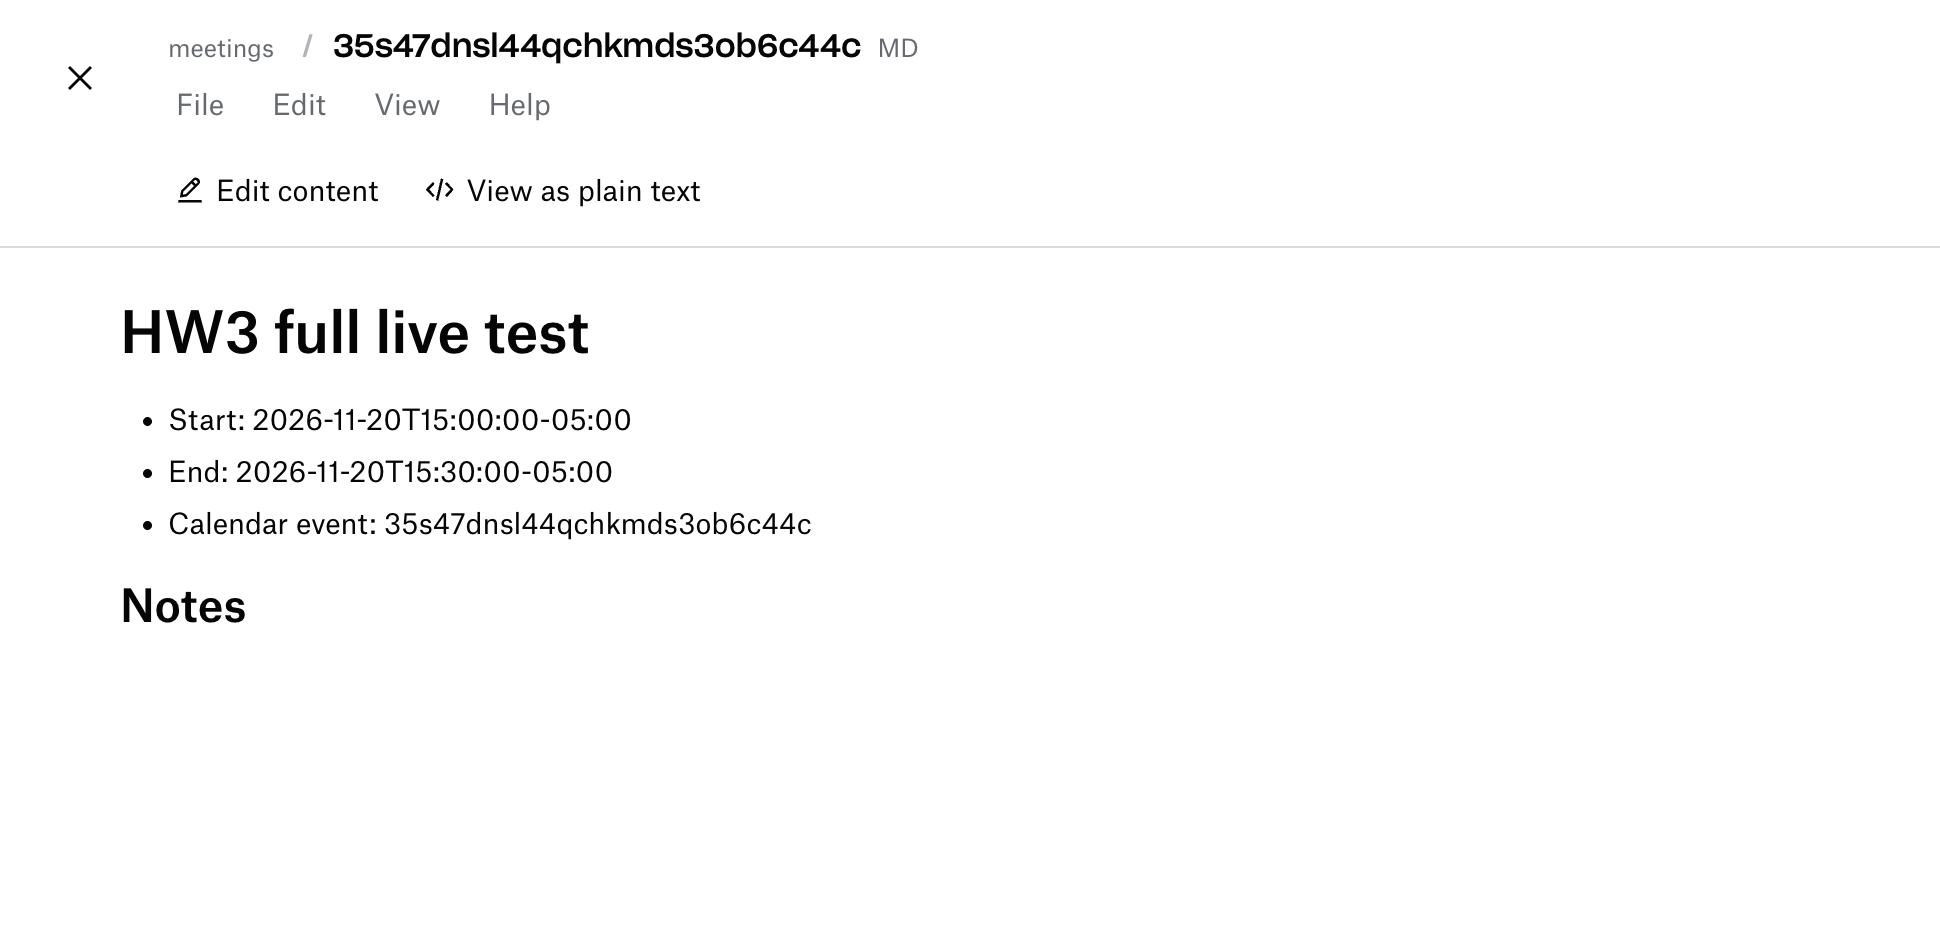 meetings / 35s47dnsl44qchkmds3ob6c44c MD
File Edit View Help
Edit content </> View as plain text
HW3 full live test
• Start: 2026-11-20T15:00:00-05:00
• End: 2026-11-20T15:30:00-05:00
• Calendar event: 35s47dnsl44qchkmds3ob6c44c
Notes